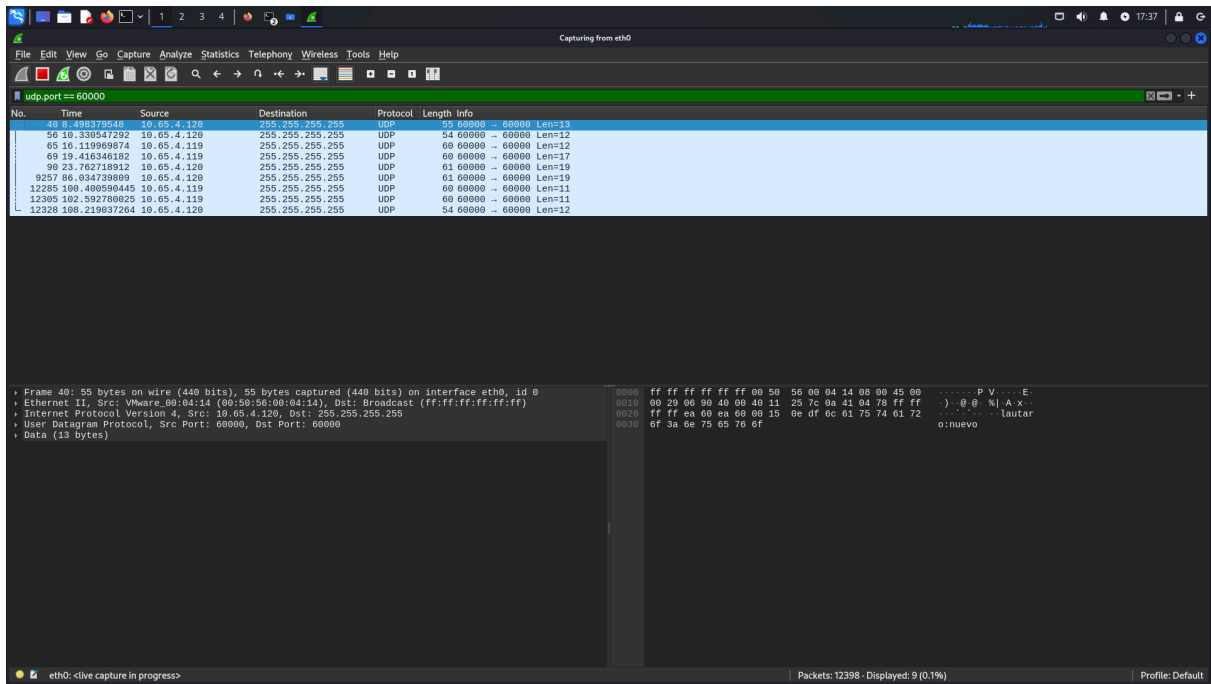 1 2 3 4 17:37
Capturing from eth0
File Edit View Go Capture Analyze Statistics Telephony Wireless Tools Help
udp.port == 60000
No. Time Source Destination Protocol Length Info
40 8.498379548 10.65.4.120 255.255.255.255 UDP 55 60000 → 60000 Len=13
56 10.330547292 10.65.4.120 255.255.255.255 UDP 54 60000 → 60000 Len=12
65 16.119969874 10.65.4.119 255.255.255.255 UDP 60 60000 → 60000 Len=12
69 19.416346182 10.65.4.119 255.255.255.255 UDP 60 60000 → 60000 Len=17
90 23.762718912 10.65.4.120 255.255.255.255 UDP 61 60000 → 60000 Len=19
9257 86.034739809 10.65.4.120 255.255.255.255 UDP 61 60000 → 60000 Len=19
12285 100.400590445 10.65.4.119 255.255.255.255 UDP 60 60000 → 60000 Len=11
12305 102.592780025 10.65.4.119 255.255.255.255 UDP 60 60000 → 60000 Len=11
12328 108.219037264 10.65.4.120 255.255.255.255 UDP 54 60000 → 60000 Len=12
Frame 40: 55 bytes on wire (440 bits), 55 bytes captured (440 bits) on interface eth0, id 0
Ethernet II, Src: VMware_00:04:14 (00:50:56:00:04:14), Dst: Broadcast (ff:ff:ff:ff:ff:ff)
Internet Protocol Version 4, Src: 10.65.4.120, Dst: 255.255.255.255
User Datagram Protocol, Src Port: 60000, Dst Port: 60000
Data (13 bytes)
0000 ff ff ff ff ff ff 00 50 56 00 04 14 08 00 45 00 ·······P V·····E·
0010 00 29 06 90 40 00 40 11 25 7c 0a 41 04 78 ff ff ·)··@·@· %|·A·x··
0020 ff ff ea 60 ea 60 00 15 0e df 6c 61 75 74 61 72 ···`·`·· ··lautar
0030 6f 3a 6e 75 65 76 6f o:nuevo
eth0: <live capture in progress> Packets: 12398 · Displayed: 9 (0.1%) Profile: Default